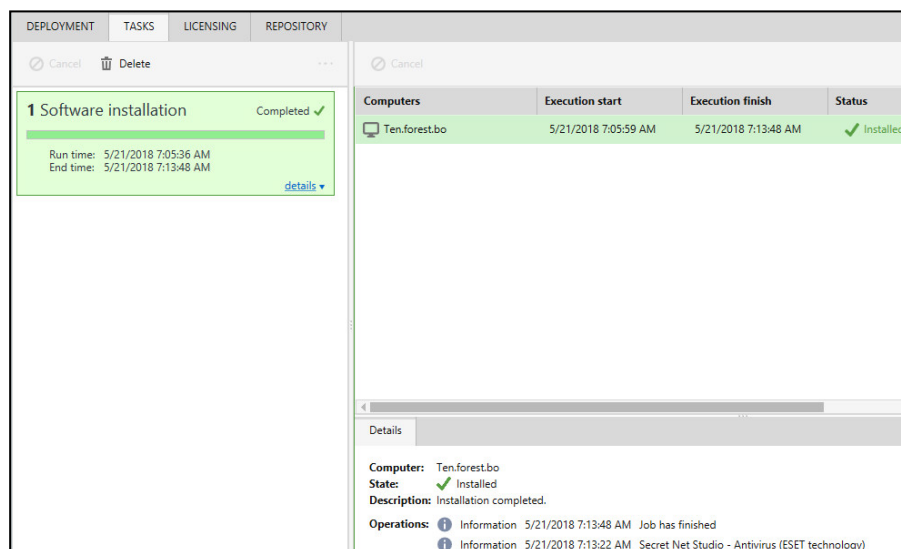 DEPLOYMENT TASKS LICENSING REPOSITORY
Cancel Delete ...
Cancel
1 Software installation Completed
Run time: 5/21/2018 7:05:36 AM
End time: 5/21/2018 7:13:48 AM
details
Computers Execution start Execution finish Status
Ten.forest.bo 5/21/2018 7:05:59 AM 5/21/2018 7:13:48 AM Installed
Details
Computer: Ten.forest.bo
State: Installed
Description: Installation completed.
Operations: Information 5/21/2018 7:13:48 AM Job has finished
Information 5/21/2018 7:13:22 AM Secret Net Studio - Antivirus (ESET technology)